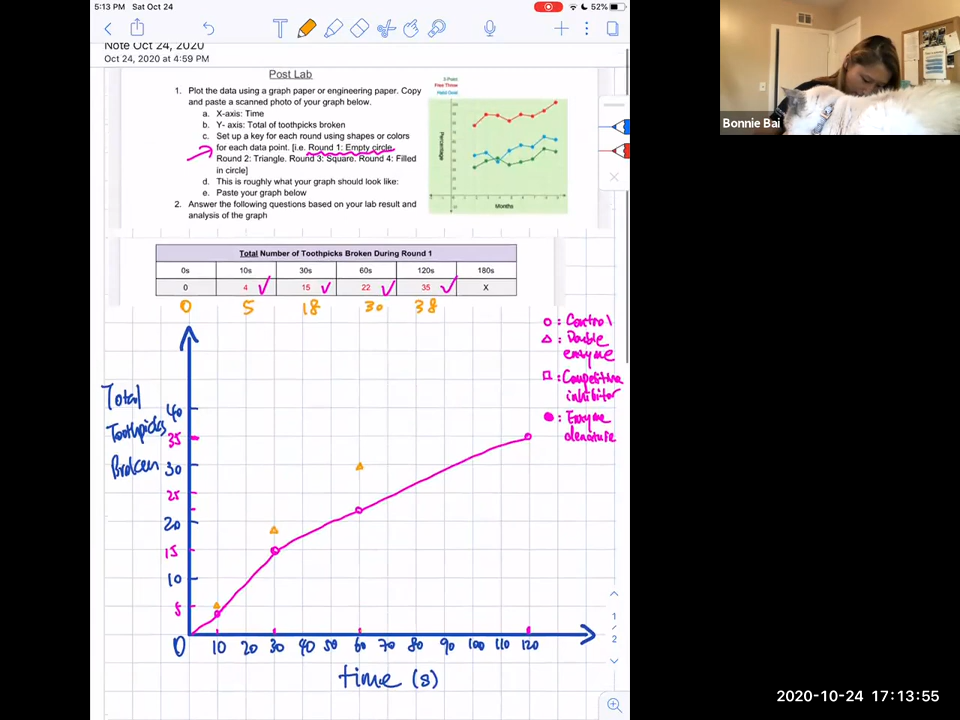 5:13 PM Sat Oct 24
52%
Note Oct 24, 2020
Oct 24, 2020 at 4:59 PM
Post Lab
1. Plot the data using a graph paper or engineering paper. Copy
and paste a scanned photo of your graph below.
a. X-axis: Time
b. Y- axis: Total of toothpicks broken
c. Set up a key for each round using shapes or colors
for each data point. [i.e. Round 1: Empty circle.
Round 2: Triangle. Round 3: Square. Round 4: Filled
in circle]
d. This is roughly what your graph should look like:
e. Paste your graph below
2. Answer the following questions based on your lab result and
analysis of the graph
3-Point
Free Throw
Field Goal
Percentage
Months
Total Number of Toothpicks Broken During Round 1
0s 10s 30s 60s 120s 180s
0 4 15 22 35 X
0 5 18 30 38
: Control
: Double
enzyme
: Competitive
inhibitor
: Enzyme
denature
Total
Toothpicks
Broken
40
35
30
25
20
15
10
5
0 10 20 30 40 50 60 70 80 90 100 110 120
time (s)
1
2
Bonnie Bai
2020-10-24 17:13:55